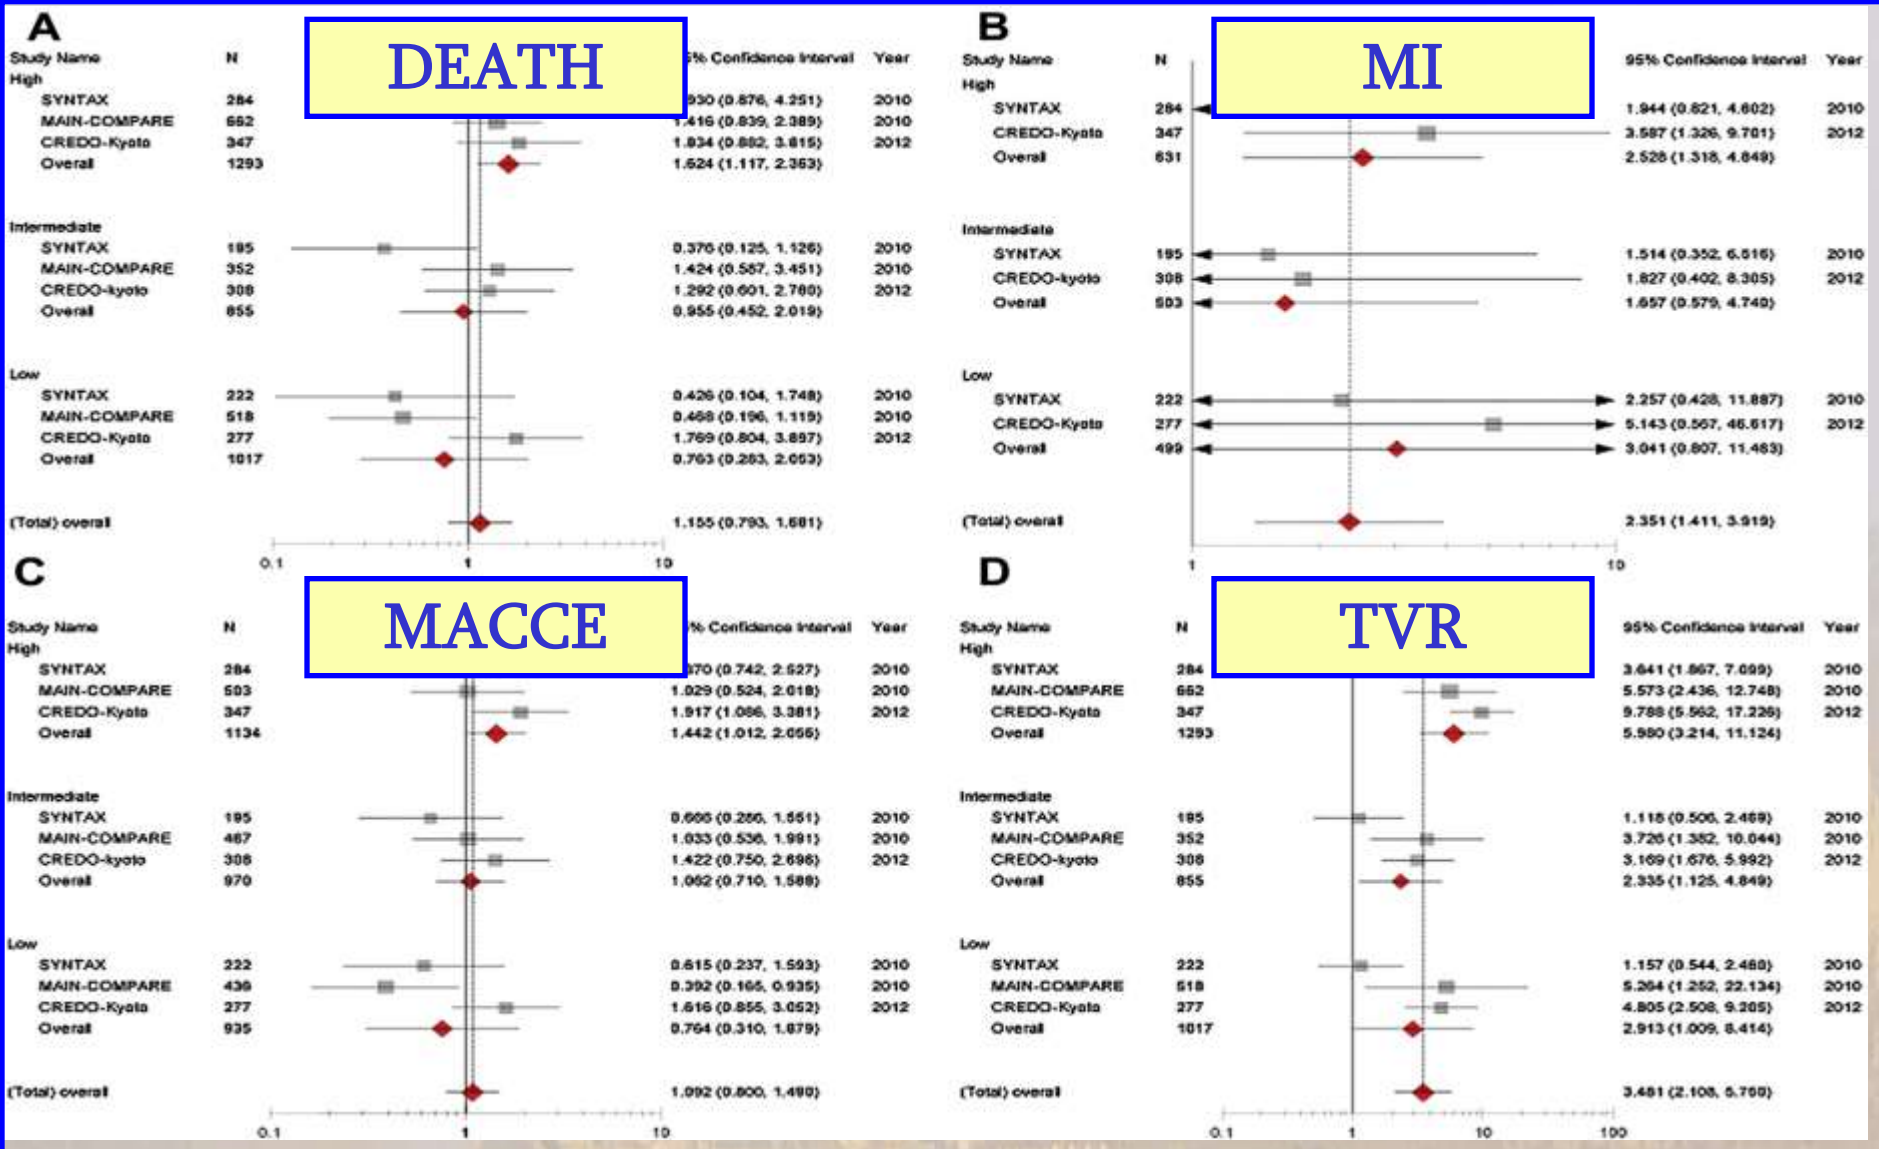 A
DEATH
Study Name N 5% Confidence Interval Year
High
SYNTAX 284 930 (0.876, 4.251) 2010
MAIN-COMPARE 662 1.416 (0.839, 2.389) 2010
CREDO-Kyoto 347 1.834 (0.882, 3.815) 2012
Overall 1293 1.624 (1.117, 2.363)
Intermediate
SYNTAX 195 0.376 (0.125, 1.126) 2010
MAIN-COMPARE 352 1.424 (0.587, 3.451) 2010
CREDO-kyoto 308 1.292 (0.601, 2.780) 2012
Overall 855 0.955 (0.452, 2.019)
Low
SYNTAX 222 0.426 (0.104, 1.748) 2010
MAIN-COMPARE 518 0.468 (0.196, 1.119) 2010
CREDO-Kyoto 277 1.769 (0.804, 3.897) 2012
Overall 1017 0.763 (0.283, 2.053)
(Total) overall 1.155 (0.793, 1.681)
0.1 1 10
B
MI
Study Name N 95% Confidence Interval Year
High
SYNTAX 284 1.944 (0.821, 4.602) 2010
CREDO-Kyoto 347 3.587 (1.326, 9.701) 2012
Overall 631 2.528 (1.318, 4.849)
Intermediate
SYNTAX 195 1.514 (0.352, 6.516) 2010
CREDO-kyoto 308 1.827 (0.402, 8.305) 2012
Overall 503 1.657 (0.579, 4.740)
Low
SYNTAX 222 2.257 (0.428, 11.887) 2010
CREDO-Kyoto 277 5.143 (0.567, 46.617) 2012
Overall 499 3.041 (0.807, 11.463)
(Total) overall 2.351 (1.411, 3.919)
1 10
C
MACCE
Study Name N % Confidence Interval Year
High
SYNTAX 284 370 (0.742, 2.527) 2010
MAIN-COMPARE 503 1.029 (0.524, 2.018) 2010
CREDO-Kyoto 347 1.917 (1.086, 3.381) 2012
Overall 1134 1.442 (1.012, 2.056)
Intermediate
SYNTAX 195 0.666 (0.286, 1.551) 2010
MAIN-COMPARE 467 1.033 (0.536, 1.991) 2010
CREDO-kyoto 308 1.422 (0.750, 2.696) 2012
Overall 970 1.062 (0.710, 1.588)
Low
SYNTAX 222 0.615 (0.237, 1.593) 2010
MAIN-COMPARE 436 0.392 (0.165, 0.935) 2010
CREDO-Kyoto 277 1.616 (0.855, 3.052) 2012
Overall 935 0.764 (0.310, 1.879)
(Total) overall 1.092 (0.800, 1.490)
0.1 1 10
D
TVR
Study Name N 95% Confidence Interval Year
High
SYNTAX 284 3.641 (1.867, 7.099) 2010
MAIN-COMPARE 662 5.573 (2.436, 12.748) 2010
CREDO-Kyoto 347 9.788 (5.562, 17.226) 2012
Overall 1293 5.980 (3.214, 11.124)
Intermediate
SYNTAX 195 1.118 (0.506, 2.469) 2010
MAIN-COMPARE 352 3.726 (1.382, 10.044) 2010
CREDO-kyoto 308 3.169 (1.676, 5.992) 2012
Overall 855 2.335 (1.125, 4.849)
Low
SYNTAX 222 1.157 (0.544, 2.460) 2010
MAIN-COMPARE 518 5.264 (1.252, 22.134) 2010
CREDO-Kyoto 277 4.805 (2.508, 9.205) 2012
Overall 1017 2.913 (1.009, 8.414)
(Total) overall 3.481 (2.108, 5.750)
0.1 1 10 100